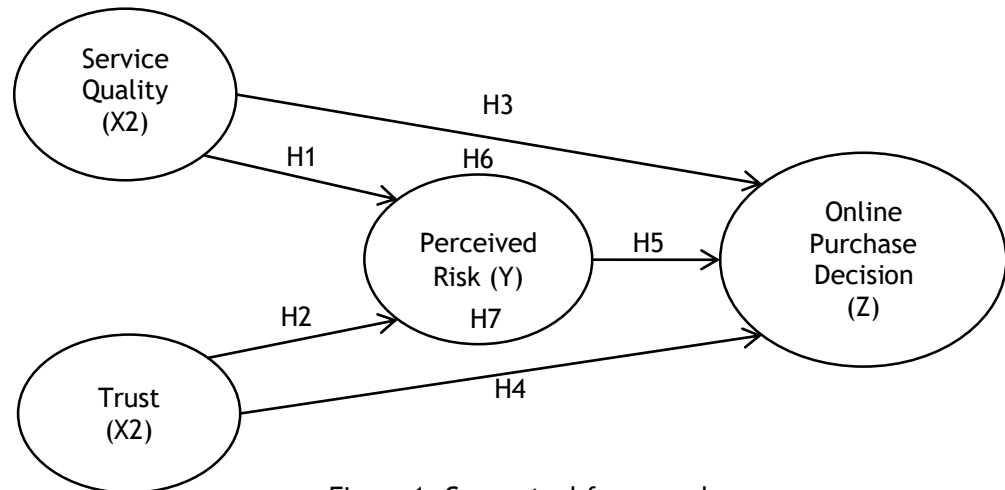 Service
Quality
(X2)
H3
H1
H6
Perceived
Risk (Y)
H5
Online
Purchase
Decision
(Z)
H2
H7
Trust
(X2)
H4